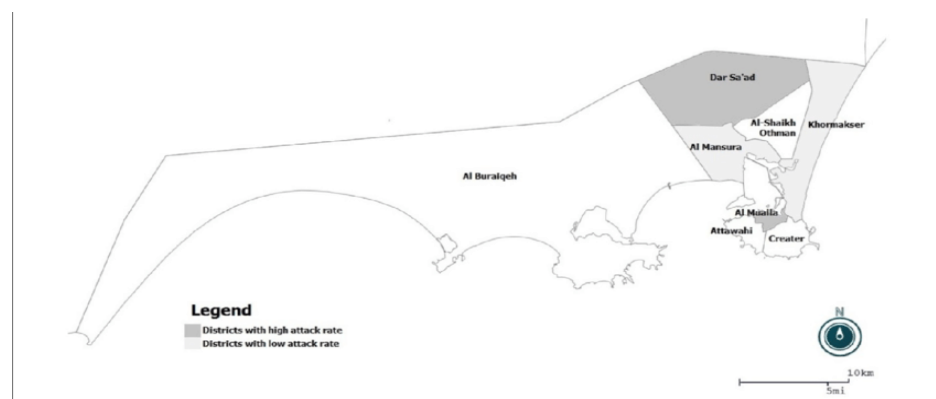 Dar Sa'ad
Al-Shaikh
Othman
Khormakser
Al Mansura
Al Buraiqeh
Al Mualla
Attawahi
Creater
Legend
Districts with high attack rate
Districts with low attack rate
N
10km
5mi